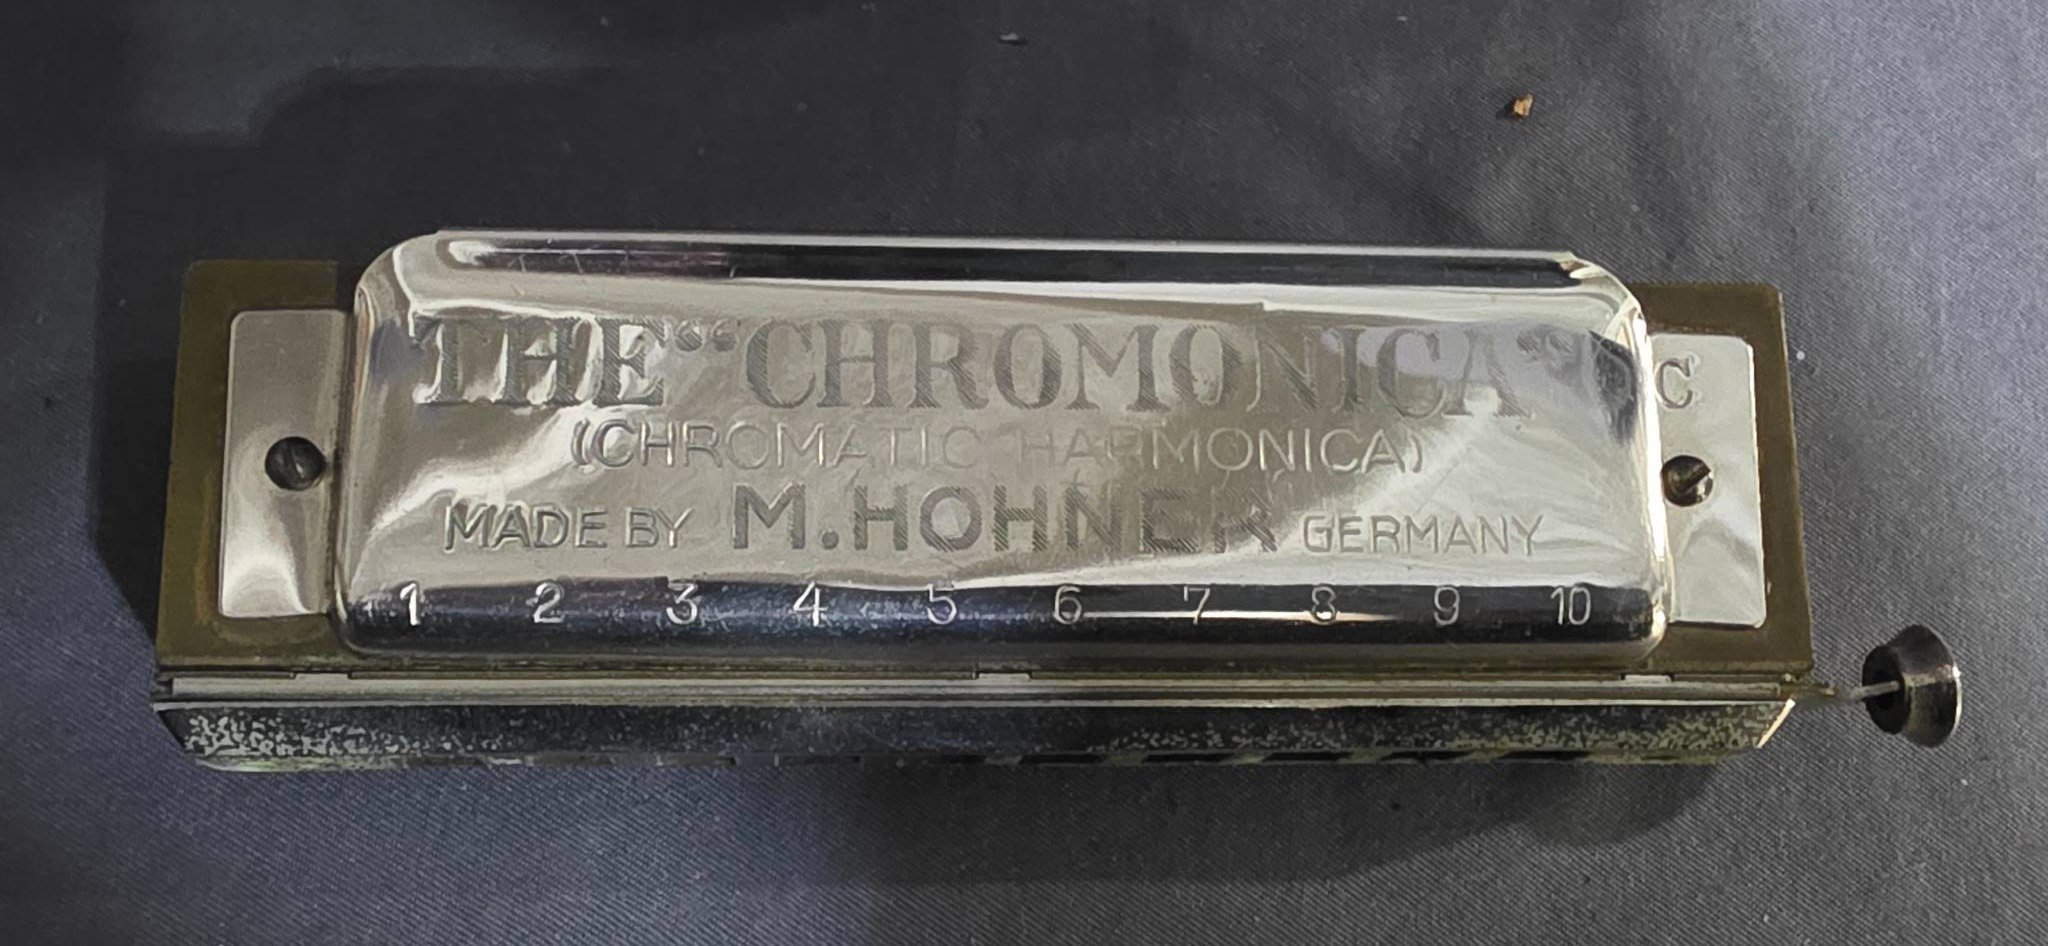 THE “CHROMONICA” C
(CHROMATIC HARMONICA)
MADE BY M. HOHNER GERMANY
1 2 3 4 5 6 7 8 9 10